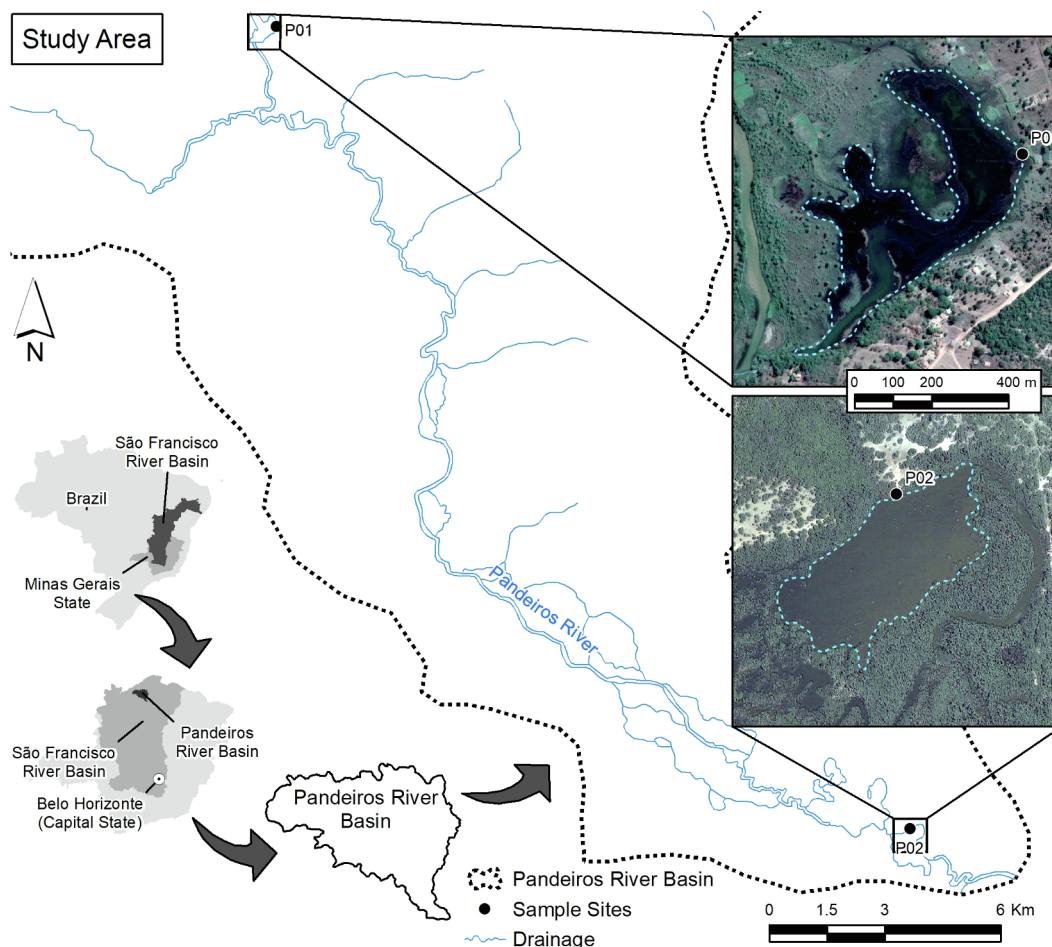 Study Area
P01
P0
0 100 200 400 m
P02
São Francisco
River Basin
Brazil
Minas Gerais
State
Pandeiros River
Pandeiros
River Basin
São Francisco
River Basin
Belo Horizonte
(Capital State)
Pandeiros River
Basin
P02
N
Pandeiros River Basin
Sample Sites
Drainage
0 1.5 3 6 Km